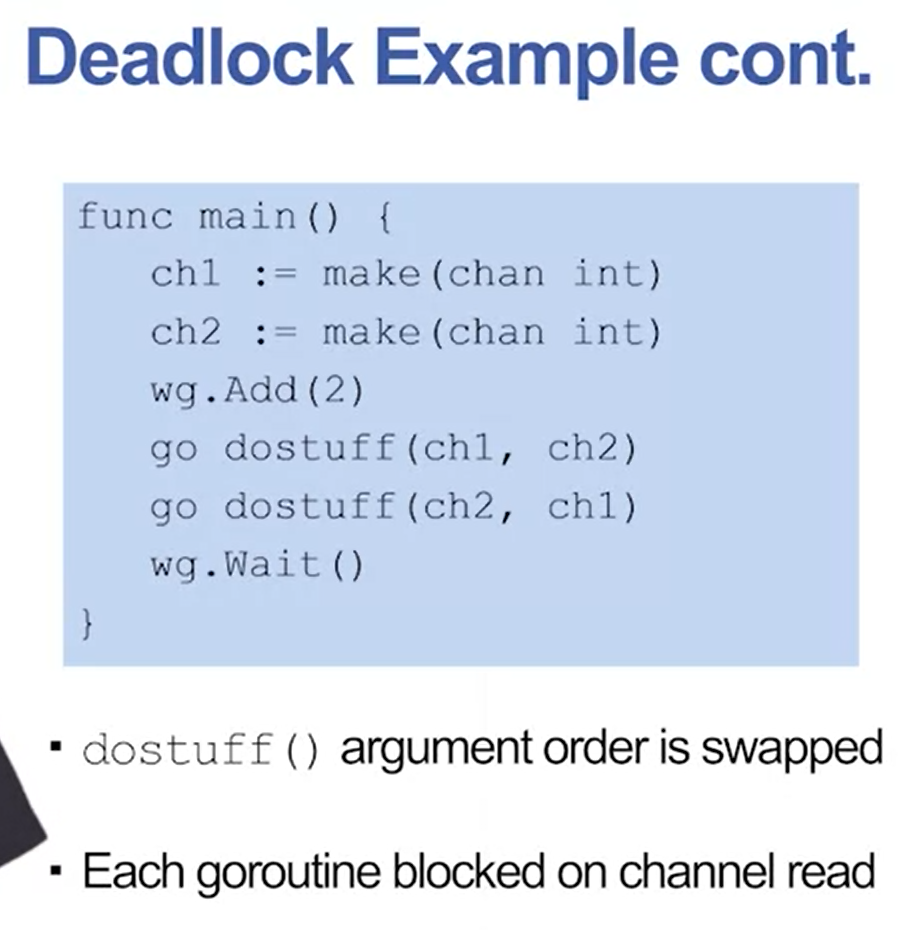 Deadlock Example cont.
func main() {
ch1 := make(chan int)
ch2 := make(chan int)
wg.Add(2)
go dostuff(ch1, ch2)
go dostuff(ch2, ch1)
wg.Wait()
}
▪ dostuff() argument order is swapped
▪ Each goroutine blocked on channel read